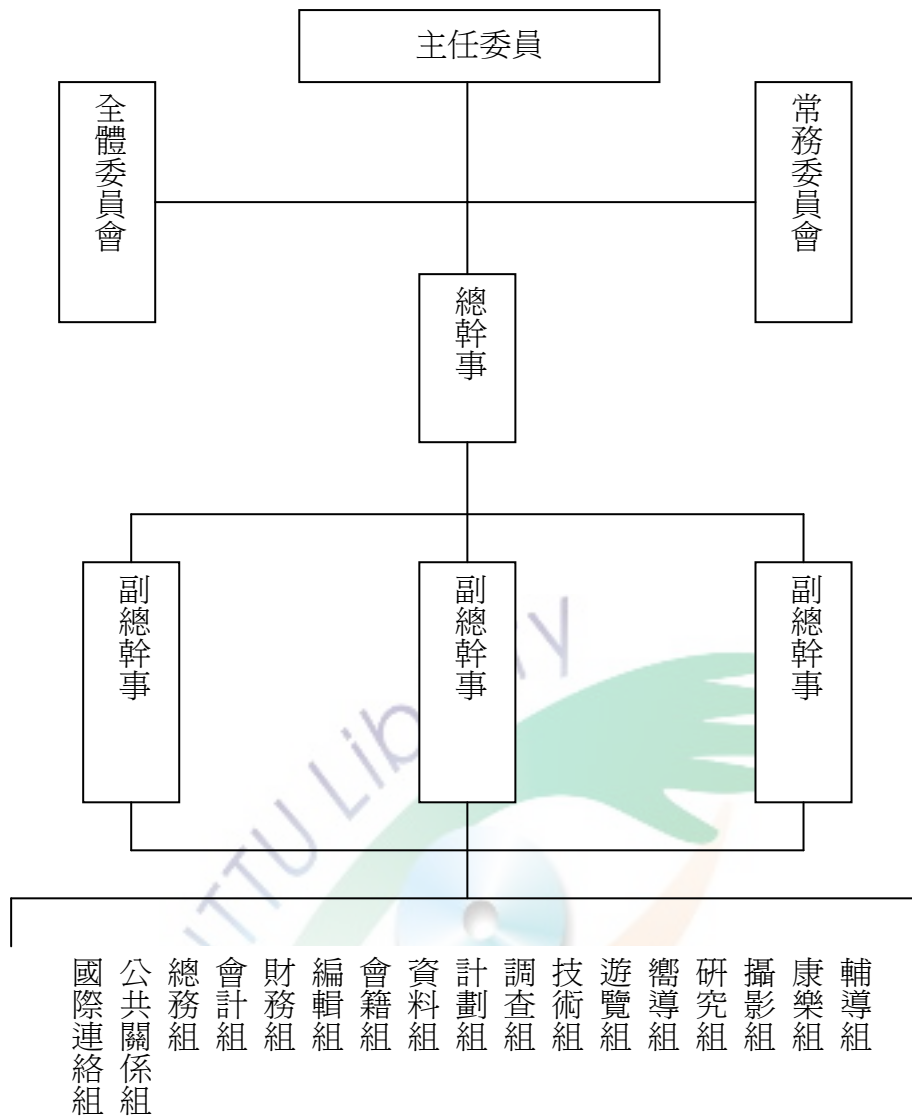 主任委員
全體委員會
常務委員會
總幹事
副總幹事
副總幹事
副總幹事
NTTU Library
國際連絡組
公共關係組
總務組
會計組
財務組
編輯組
會籍組
資料組
計劃組
調查組
技術組
遊覽組
嚮導組
研究組
攝影組
康樂組
輔導組